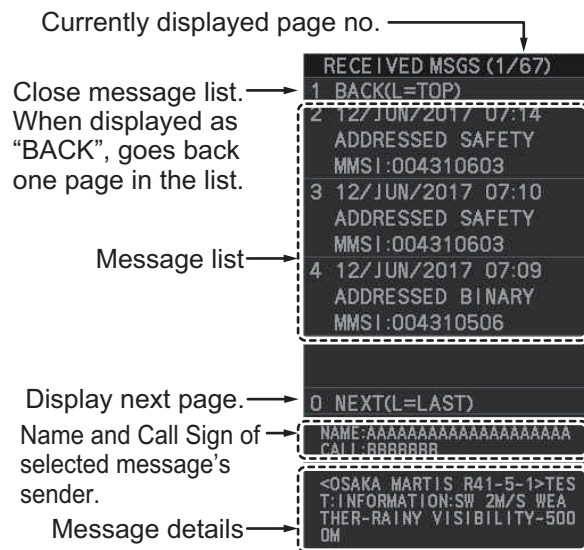 Currently displayed page no.
RECEIVED MSGS (1/67)
Close message list.
When displayed as
“BACK”, goes back
one page in the list.
1 BACK(L=TOP)
Message list
2 12/JUN/2017 07:14
ADDRESSED SAFETY
MMSI:004310603
3 12/JUN/2017 07:10
ADDRESSED SAFETY
MMSI:004310603
4 12/JUN/2017 07:09
ADDRESSED BINARY
MMSI:004310506
Display next page.
0 NEXT(L=LAST)
Name and Call Sign of
selected message’s
sender.
NAME:AAAAAAAAAAAAAAAAAAAA
CALL:BBBBBBB
Message details
<OSAKA MARTIS R41-5-1>TES
T:INFORMATION:SW 2M/S WEA
THER-RAINY VISIBILITY-500
0M